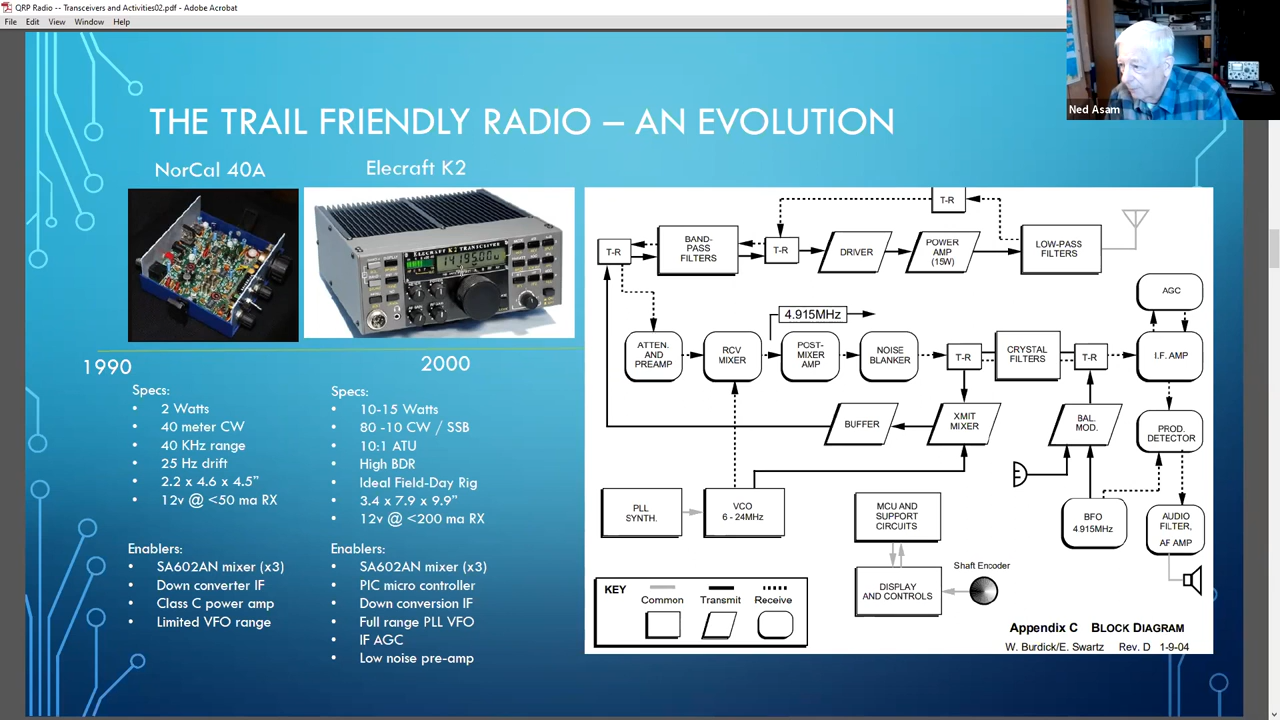 QRP Radio -- Transceivers and Activities02.pdf - Adobe Acrobat
File Edit View Window Help
Ned Asam
THE TRAIL FRIENDLY RADIO – AN EVOLUTION
NorCal 40A
Elecraft K2
1990
2000
Specs:
• 2 Watts
• 40 meter CW
• 40 KHz range
• 25 Hz drift
• 2.2 x 4.6 x 4.5”
• 12v @ <50 ma RX
Enablers:
• SA602AN mixer (x3)
• Down converter IF
• Class C power amp
• Limited VFO range
Specs:
• 10-15 Watts
• 80 -10 CW / SSB
• 10:1 ATU
• High BDR
• Ideal Field-Day Rig
• 3.4 x 7.9 x 9.9”
• 12v @ <200 ma RX
Enablers:
• SA602AN mixer (x3)
• PIC micro controller
• Down conversion IF
• Full range PLL VFO
• IF AGC
• Low noise pre-amp
ELECRAFT K2 TRANSCEIVER
T-R
T-R
BAND-
PASS
FILTERS
T-R
DRIVER
POWER
AMP
(15W)
LOW-PASS
FILTERS
AGC
4.915MHz
ATTEN.
AND
PREAMP
RCV
MIXER
POST-
MIXER
AMP
NOISE
BLANKER
T-R
CRYSTAL
FILTERS
T-R
I.F. AMP
BUFFER
XMIT
MIXER
BAL.
MOD.
PROD.
DETECTOR
PLL
SYNTH.
VCO
6 - 24MHz
MCU AND
SUPPORT
CIRCUITS
BFO
4.915MHz
AUDIO
FILTER,
AF AMP
DISPLAY
AND CONTROLS
Shaft Encoder
KEY
Common Transmit Receive
Appendix C BLOCK DIAGRAM
W. Burdick/E. Swartz Rev. D 1-9-04